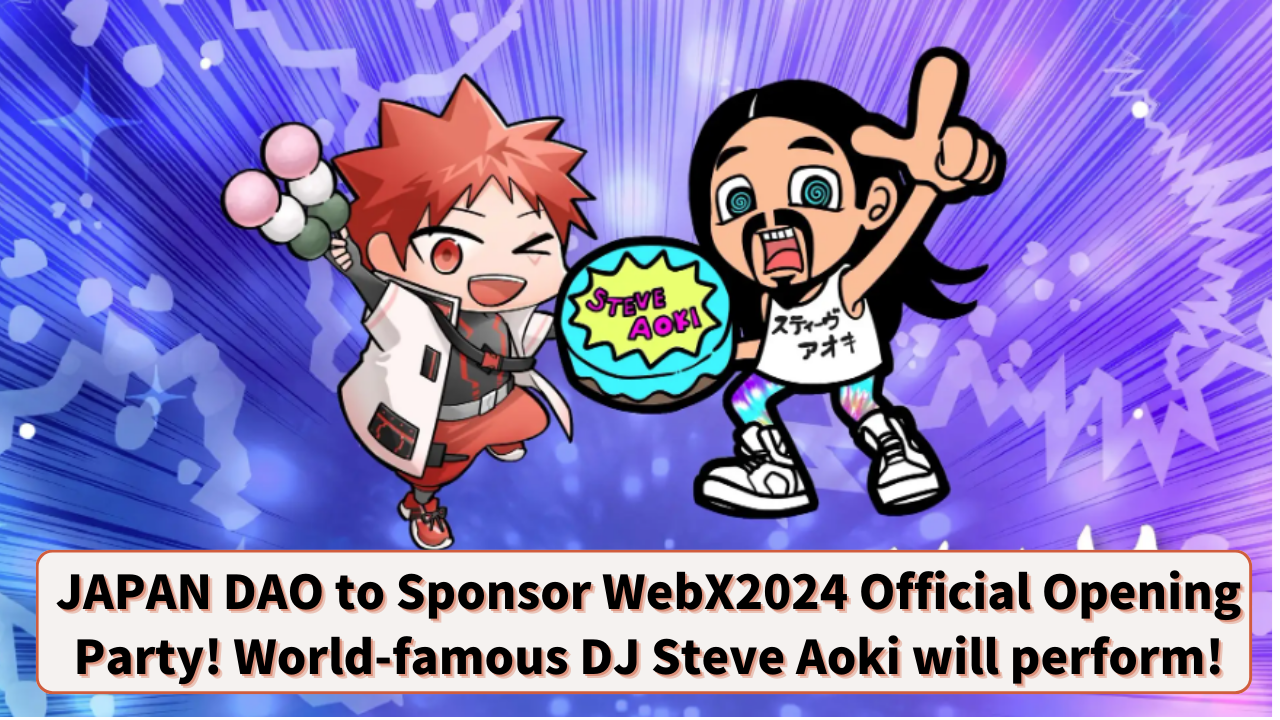 STEVE
AOKI
スティーヴ
アオキ
JAPAN DAO to Sponsor WebX2024 Official Opening
Party! World-famous DJ Steve Aoki will perform!